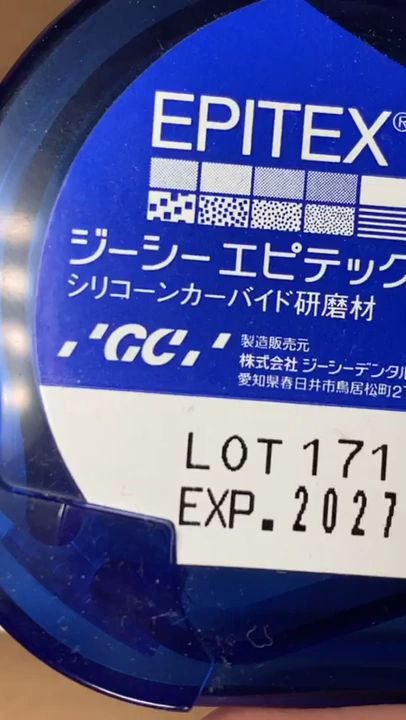 EPITEX®
ジーシー エピテック
シリコーンカーバイド研磨材
'GC'
製造販売元
株式会社 ジーシーデンタル
愛知県春日井市鳥居松町2丁
LOT 171
EXP. 2027